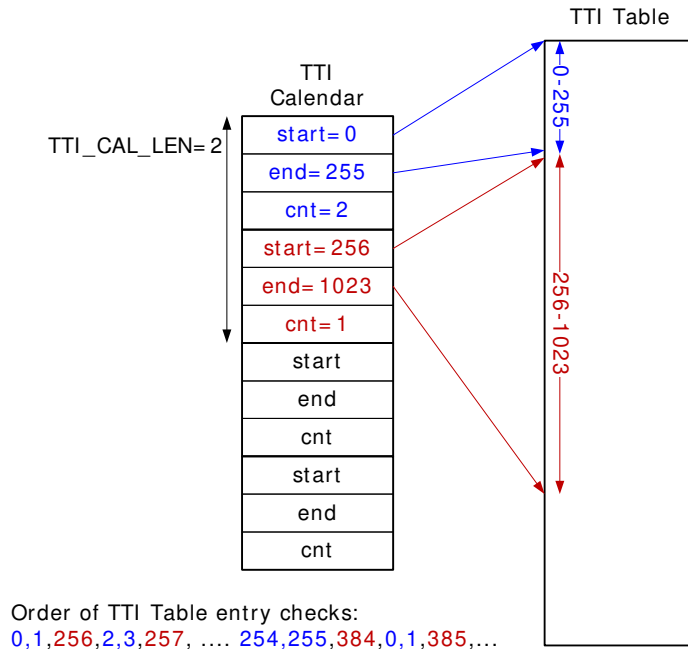 TTI Table
TTI
Calendar
TTI_CAL_LEN=2
start=0
end=255
cnt=2
start=256
end=1023
cnt=1
start
end
cnt
start
end
cnt
0-255
256-1023
Order of TTI Table entry checks:
0,1,256,2,3,257, .... 254,255,384,0,1,385,...